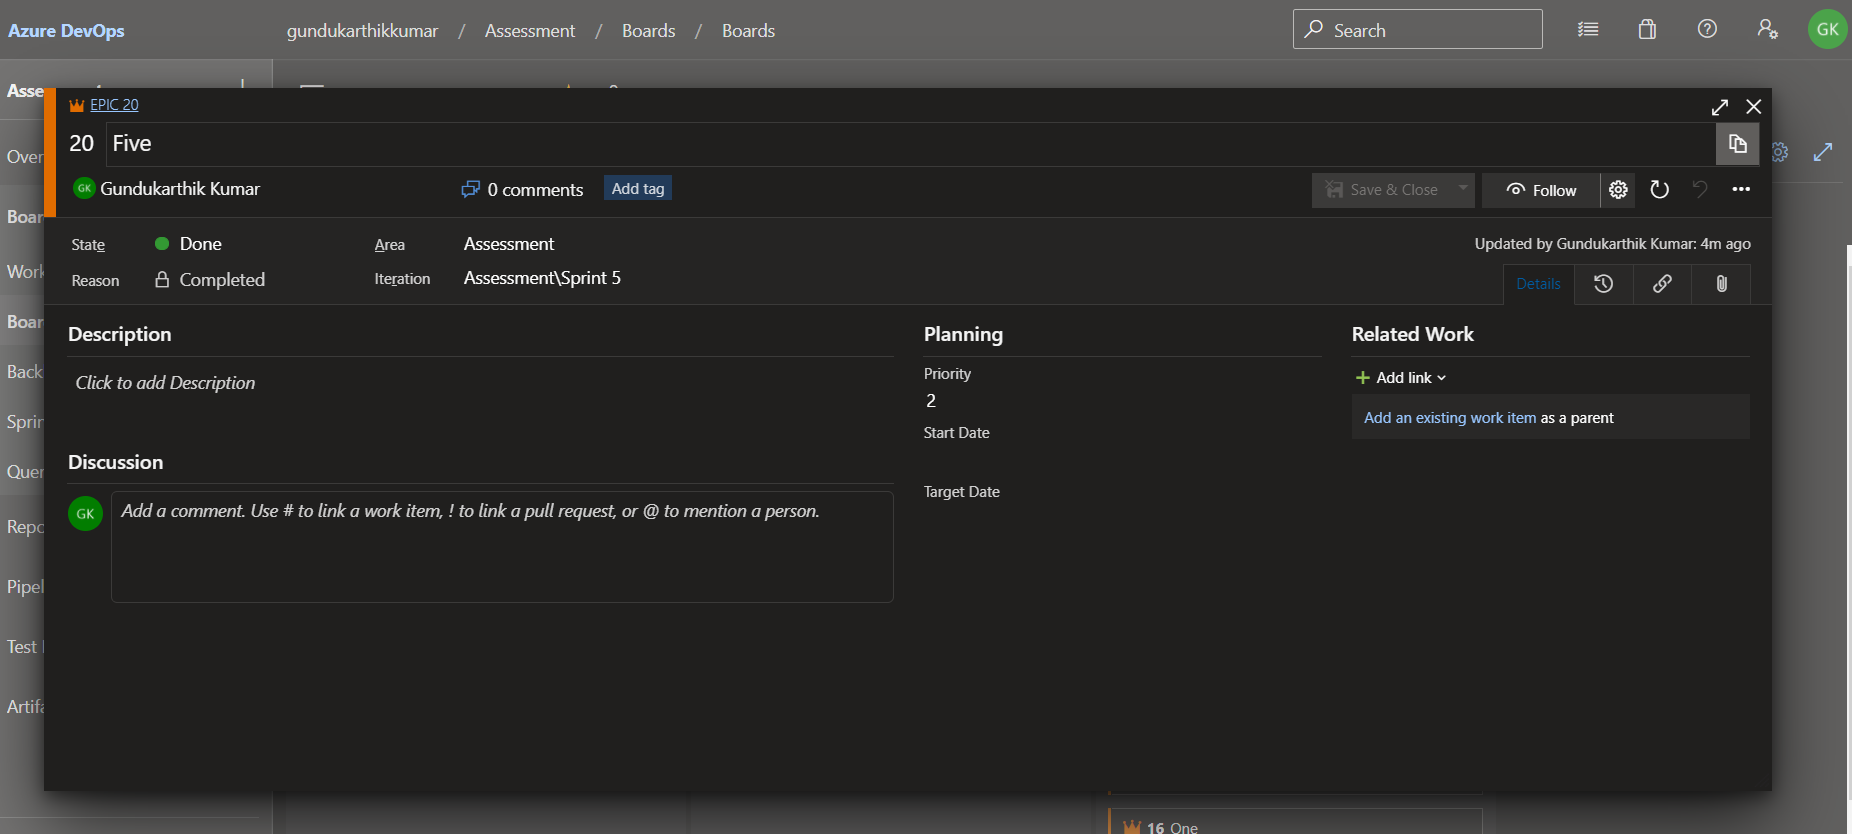 Azure DevOps
gundukarthikkumar / Assessment / Boards / Boards
Search
GK
Asse
Over
Boar
Work
Boar
Back
Sprin
Quer
Repo
Pipel
Test
Artifa
EPIC 20
20 Five
GK Gundukarthik Kumar
0 comments
Add tag
Save & Close
Follow
State Done
Area Assessment
Updated by Gundukarthik Kumar: 4m ago
Reason Completed
Iteration Assessment\Sprint 5
Details
Description
Click to add Description
Discussion
GK
Add a comment. Use # to link a work item, ! to link a pull request, or @ to mention a person.
Planning
Priority
2
Start Date
Target Date
Related Work
Add link
Add an existing work item as a parent
16 One